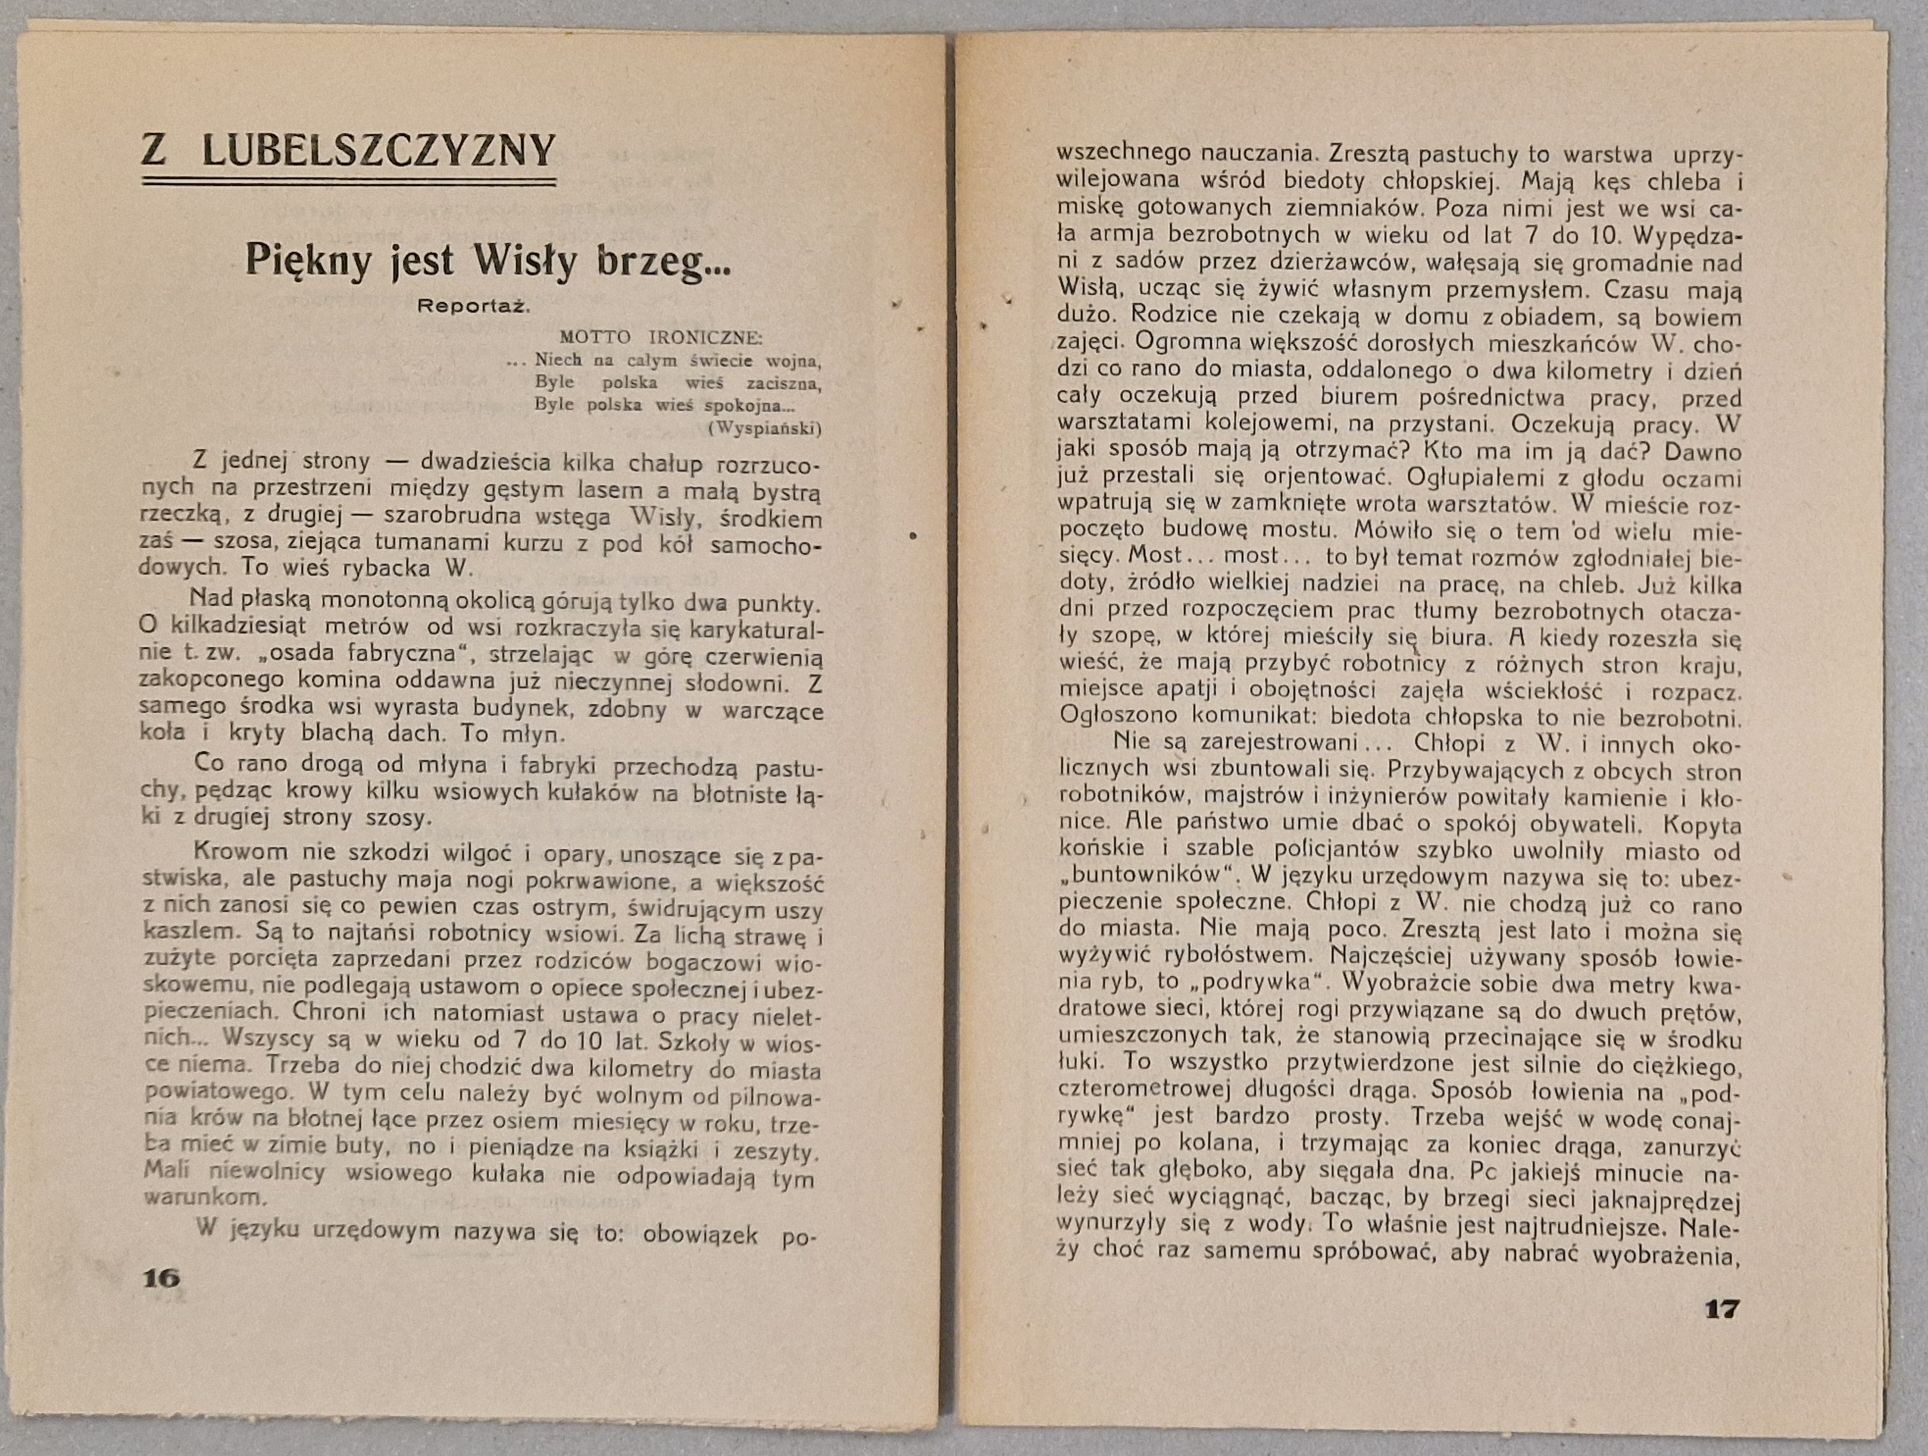 Z LUBELSZCZYZNY
Piękny jest Wisły brzeg...
Reportaż.
MOTTO IRONICZNE:
... Niech na całym świecie wojna,
Byle polska wieś zaciszna,
Byle polska wieś spokojna...
(Wyspiański)
Z jednej strony — dwadzieścia kilka chałup rozrzuco-
nych na przestrzeni między gęstym lasem a małą bystrą
rzeczką, z drugiej — szarobrudna wstęga Wisły, środkiem
zaś — szosa, ziejąca tumanami kurzu z pod kół samocho-
dowych. To wieś rybacka W.
Nad płaską monotonną okolicą górują tylko dwa punkty.
O kilkadziesiąt metrów od wsi rozkraczyła się karykatural-
nie t. zw. „osada fabryczna“, strzelając w górę czerwienią
zakopconego komina oddawna już nieczynnej słodowni. Z
samego środka wsi wyrasta budynek, zdobny w warczące
koła i kryty blachą dach. To młyn.
Co rano drogą od młyna i fabryki przechodzą pastu-
chy, pędząc krowy kilku wsiowych kułaków na błotniste łą-
ki z drugiej strony szosy.
Krowom nie szkodzi wilgoć i opary, unoszące się z pa-
stwiska, ale pastuchy maja nogi pokrwawione, a większość
z nich zanosi się co pewien czas ostrym, świdrującym uszy
kaszlem. Są to najtańsi robotnicy wsiowi. Za lichą strawę i
zużyte porcięta zaprzedani przez rodziców bogaczowi wio-
skowemu, nie podlegają ustawom o opiece społecznej i ubez-
pieczeniach. Chroni ich natomiast ustawa o pracy nielet-
nich... Wszyscy są w wieku od 7 do 10 lat. Szkoły w wios-
ce niema. Trzeba do niej chodzić dwa kilometry do miasta
powiatowego. W tym celu należy być wolnym od pilnowa-
nia krów na błotnej łące przez osiem miesięcy w roku, trze-
ba mieć w zimie buty, no i pieniądze na książki i zeszyty.
Mali niewolnicy wsiowego kułaka nie odpowiadają tym
warunkom.
W języku urzędowym nazywa się to: obowiązek po-
16
wszechnego nauczania. Zresztą pastuchy to warstwa uprzy-
wilejowana wśród biedoty chłopskiej. Mają kęs chleba i
miskę gotowanych ziemniaków. Poza nimi jest we wsi ca-
ła armja bezrobotnych w wieku od lat 7 do 10. Wypędza-
ni z sadów przez dzierżawców, wałęsają się gromadnie nad
Wisłą, ucząc się żywić własnym przemysłem. Czasu mają
dużo. Rodzice nie czekają w domu z obiadem, są bowiem
zajęci. Ogromna większość dorosłych mieszkańców W. cho-
dzi co rano do miasta, oddalonego o dwa kilometry i dzień
cały oczekują przed biurem pośrednictwa pracy, przed
warsztatami kolejowemi, na przystani. Oczekują pracy. W
jaki sposób mają ją otrzymać? Kto ma im ją dać? Dawno
już przestali się orjentować. Ogłupiałemi z głodu oczami
wpatrują się w zamknięte wrota warsztatów. W mieście roz-
poczęto budowę mostu. Mówiło się o tem od wielu mie-
sięcy. Most... most... to był temat rozmów zgłodniałej bie-
doty, źródło wielkiej nadziei na pracę, na chleb. Już kilka
dni przed rozpoczęciem prac tłumy bezrobotnych otacza-
ły szopę, w której mieściły się biura. A kiedy rozeszła się
wieść, że mają przybyć robotnicy z różnych stron kraju,
miejsce apatji i obojętności zajęła wściekłość i rozpacz.
Ogłoszono komunikat: biedota chłopska to nie bezrobotni.
Nie są zarejestrowani... Chłopi z W. i innych oko-
licznych wsi zbuntowali się. Przybywających z obcych stron
robotników, majstrów i inżynierów powitały kamienie i kło-
nice. Ale państwo umie dbać o spokój obywateli. Kopyta
końskie i szable policjantów szybko uwolniły miasto od
„buntowników“. W języku urzędowym nazywa się to: ubez-
pieczenie społeczne. Chłopi z W. nie chodzą już co rano
do miasta. Nie mają poco. Zresztą jest lato i można się
wyżywić rybołóstwem. Najczęściej używany sposób łowie-
nia ryb, to „podrywka“. Wyobraźcie sobie dwa metry kwa-
dratowe sieci, której rogi przywiązane są do dwuch prętów,
umieszczonych tak, że stanowią przecinające się w środku
łuki. To wszystko przytwierdzone jest silnie do ciężkiego,
czterometrowej długości drąga. Sposób łowienia na „pod-
rywkę“ jest bardzo prosty. Trzeba wejść w wodę conaj-
mniej po kolana, i trzymając za koniec drąga, zanurzyć
sieć tak głęboko, aby sięgała dna. Po jakiejś minucie na-
leży sieć wyciągnąć, bacząc, by brzegi sieci jaknajprędzej
wynurzyły się z wody. To właśnie jest najtrudniejsze. Nale-
ży choć raz samemu spróbować, aby nabrać wyobrażenia,
17